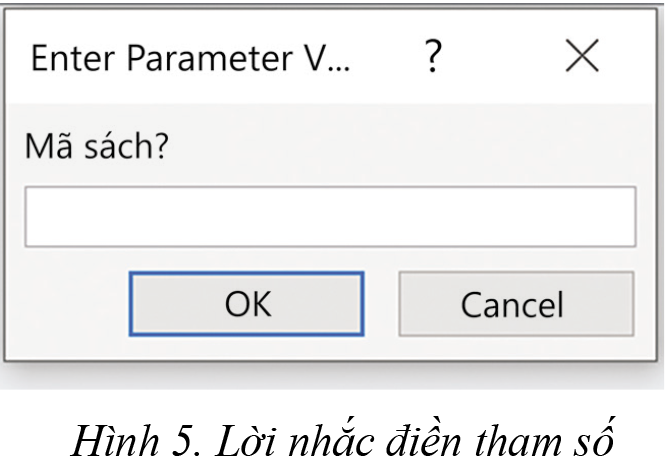 Enter Parameter V... ?
Mã sách?
OK Cancel
Hình 5. Lời nhắc điền tham số